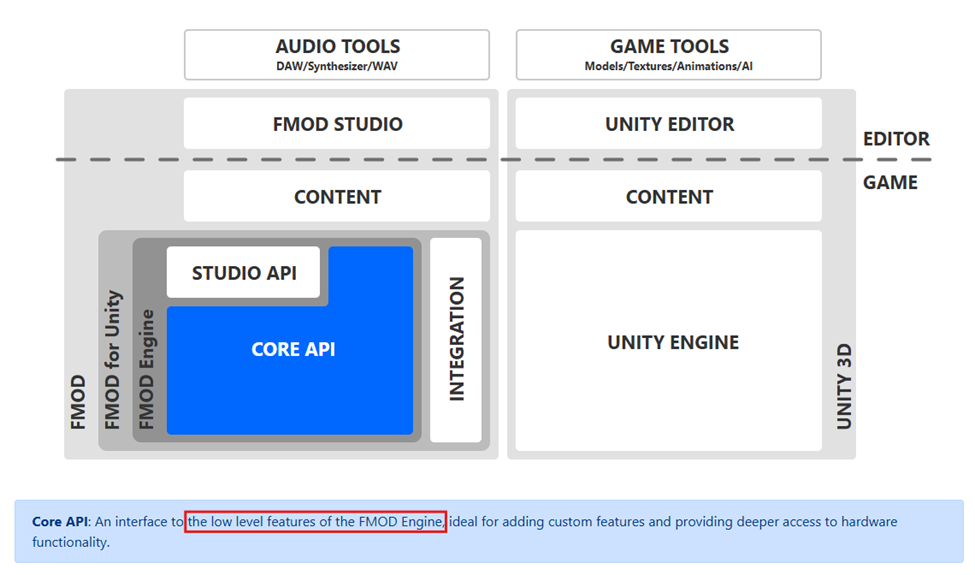 AUDIO TOOLS
DAW/Synthesizer/WAV
GAME TOOLS
Models/Textures/Animations/AI
FMOD STUDIO
UNITY EDITOR
EDITOR
GAME
CONTENT
CONTENT
FMOD
FMOD for Unity
FMOD Engine
STUDIO API
CORE API
INTEGRATION
UNITY ENGINE
UNITY 3D
Core API: An interface to the low level features of the FMOD Engine, ideal for adding custom features and providing deeper access to hardware
functionality.